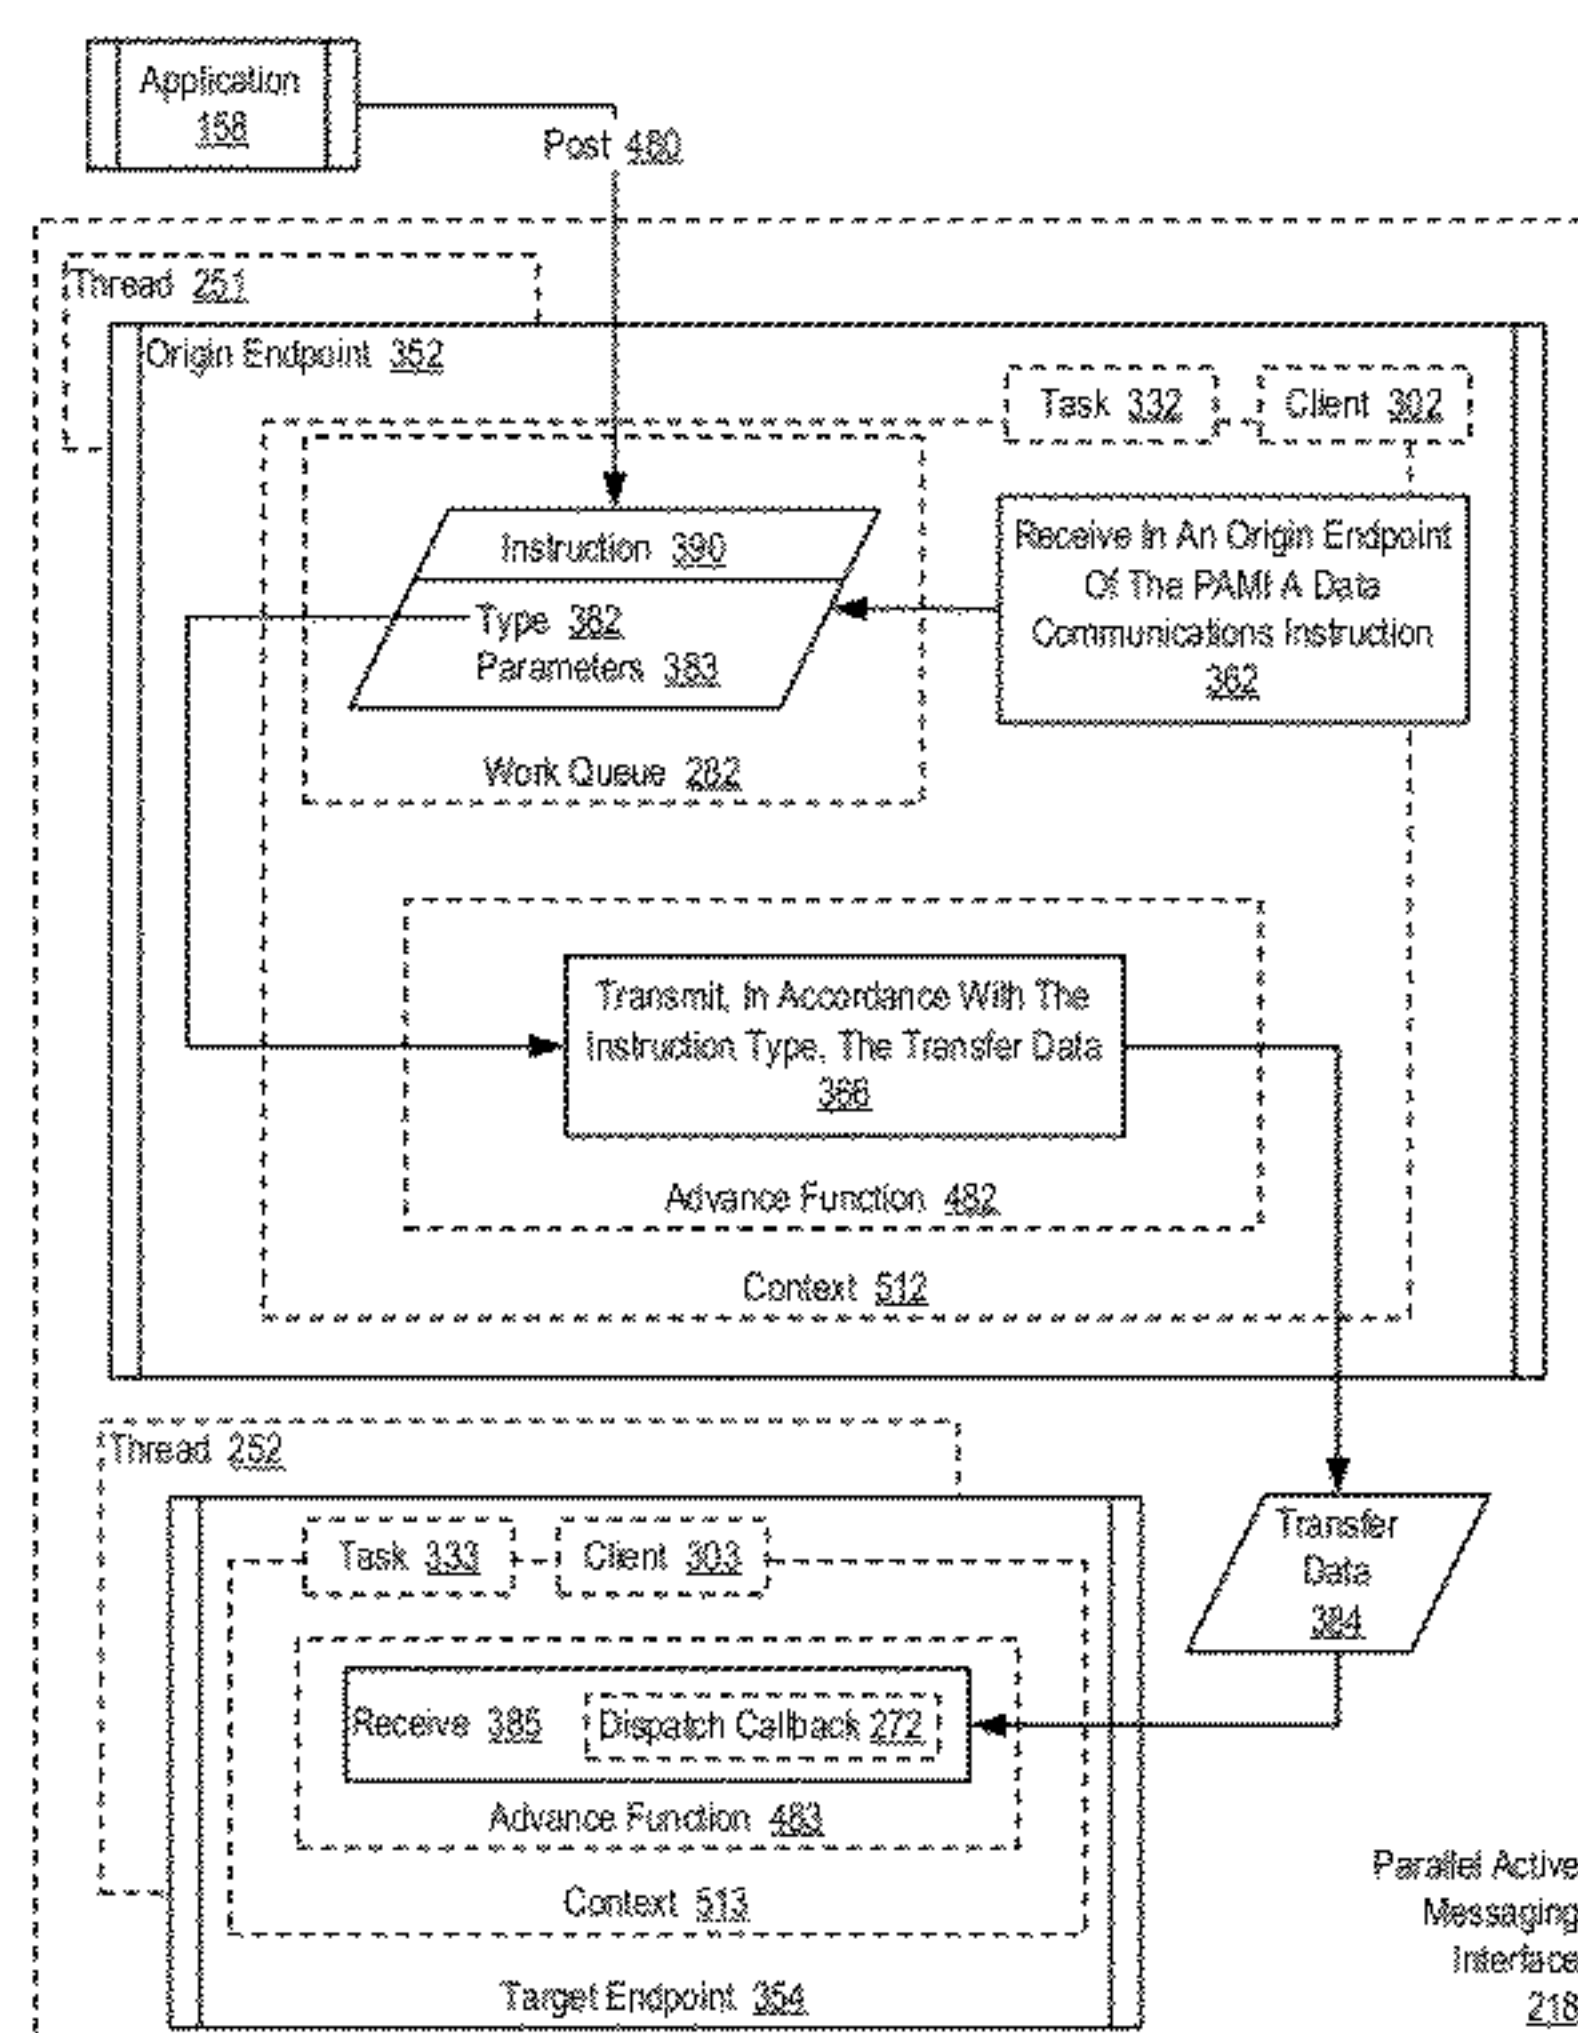 Application
158
Post 480
Thread 251
Origin Endpoint 352
Task 332
Client 302
Instruction 390
Type 382
Parameters 383
Work Queue 282
Receive In An Origin Endpoint
Of The PAMI A Data
Communications Instruction
362
Transmit, In Accordance With The
Instruction Type, The Transfer Data
366
Advance Function 482
Context 512
Thread 252
Task 333
Client 303
Transfer
Data
384
Receive 385
Dispatch Callback 272
Advance Function 483
Context 513
Target Endpoint 354
Parallel Active
Messaging
Interface
218